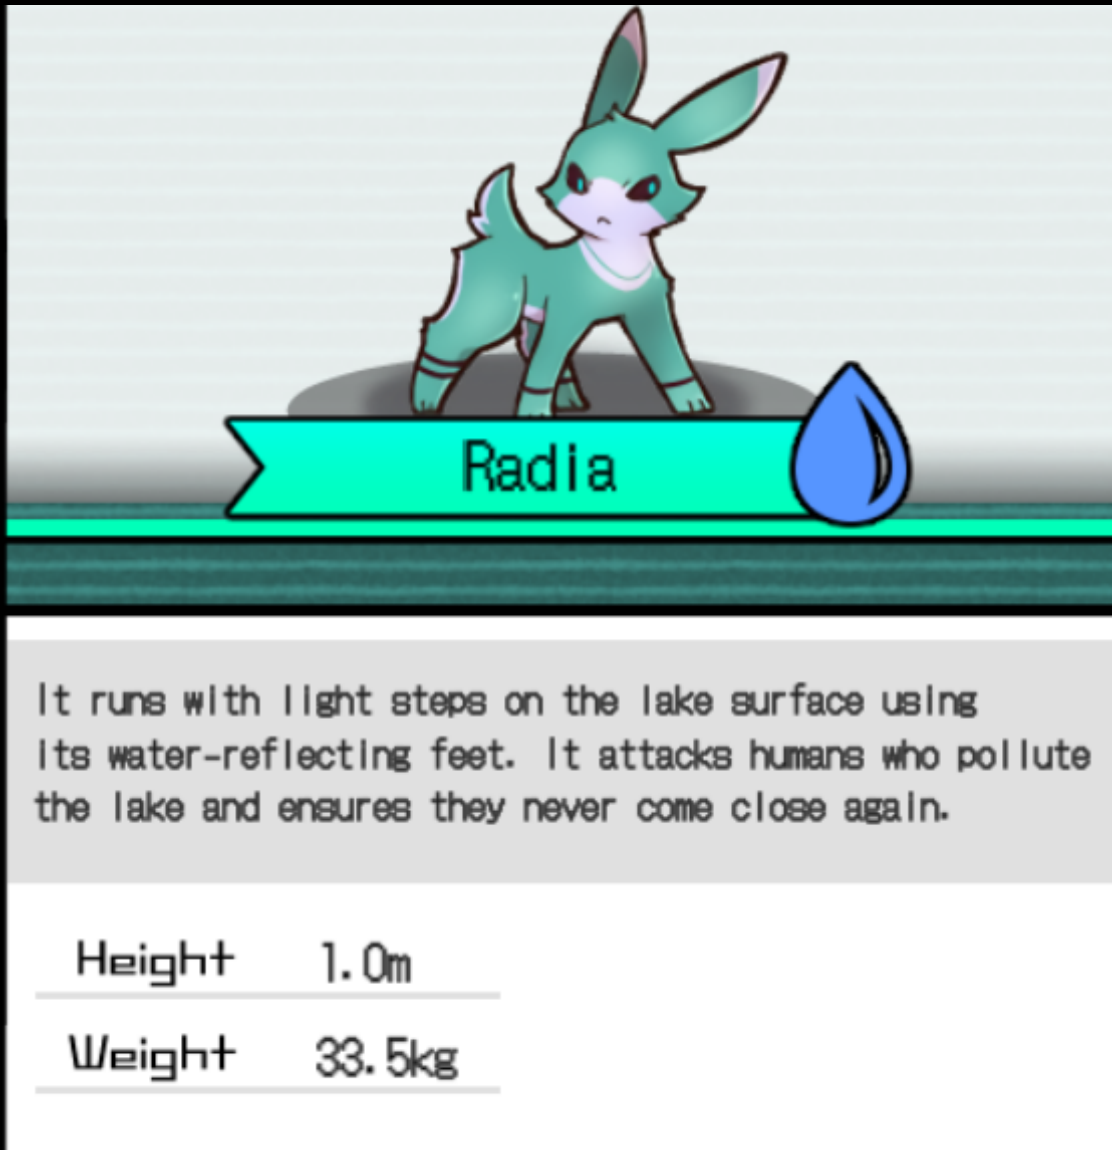 Radia
It runs with light steps on the lake surface using
its water-reflecting feet. It attacks humans who pollute
the lake and ensures they never come close again.
Height 1.0m
Weight 33.5kg